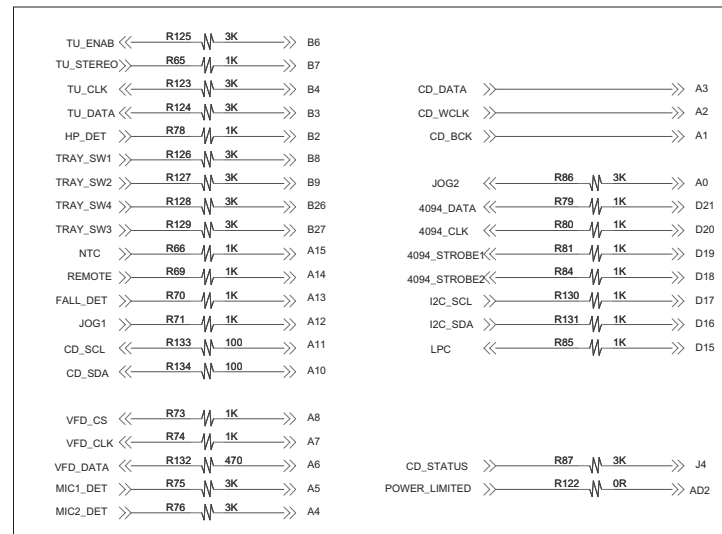 TU_ENAB R125 3K B6
TU_STEREO R65 1K B7
TU_CLK R123 3K B4
TU_DATA R124 3K B3
HP_DET R78 1K B2
TRAY_SW1 R126 3K B8
TRAY_SW2 R127 3K B9
TRAY_SW4 R128 3K B26
TRAY_SW3 R129 3K B27
NTC R66 1K A15
REMOTE R69 1K A14
FALL_DET R70 1K A13
JOG1 R71 1K A12
CD_SCL R133 100 A11
CD_SDA R134 100 A10
VFD_CS R73 1K A8
VFD_CLK R74 1K A7
VFD_DATA R132 470 A6
MIC1_DET R75 3K A5
MIC2_DET R76 3K A4
CD_DATA A3
CD_WCLK A2
CD_BCK A1
JOG2 R86 3K A0
4094_DATA R79 1K D21
4094_CLK R80 1K D20
4094_STROBE1 R81 1K D19
4094_STROBE2 R84 1K D18
I2C_SCL R130 1K D17
I2C_SDA R131 1K D16
LPC R85 1K D15
CD_STATUS R87 3K J4
POWER_LIMITED R122 0R AD2